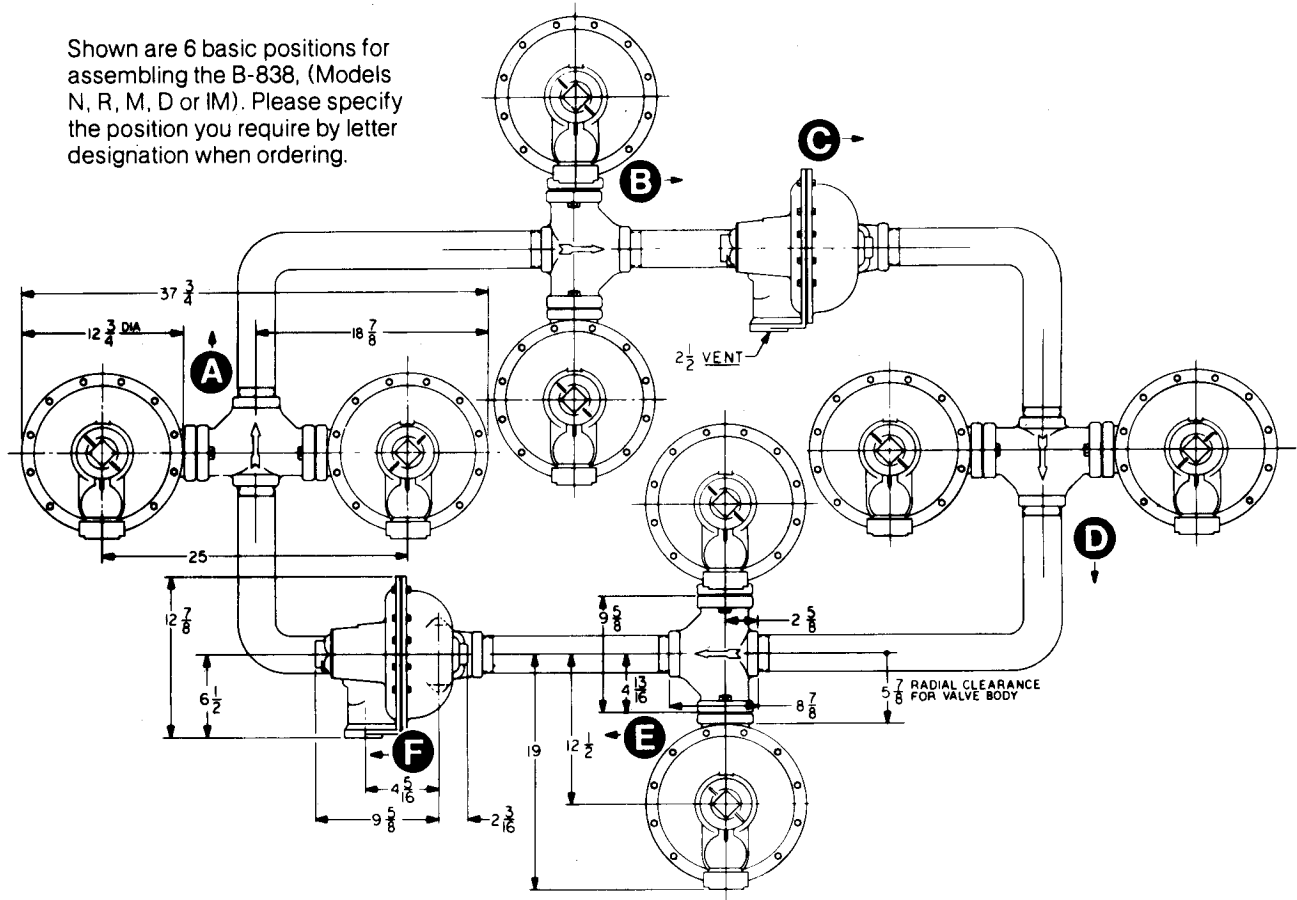 Shown are 6 basic positions for
assembling the B-838, (Models
N, R, M, D or IM). Please specify
the position you require by letter
designation when ordering.
C
B
37 3/4
12 3/4 DIA
18 7/8
A
2 1/2 VENT
25
D
12 7/8
9 5/8
2 5/8
6 1/2
4 13/16
8 7/8
5 7/8 RADIAL CLEARANCE
FOR VALVE BODY
19
12 1/2
E
F
4 5/16
9 5/8
2 3/16